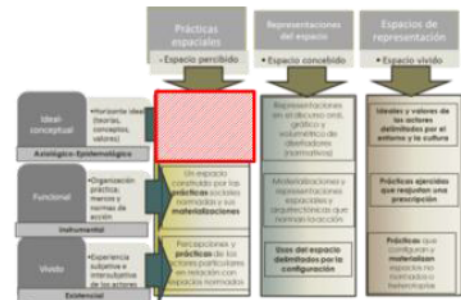 Prácticas
espaciales
- Espacio percibido
Representaciones
del espacio
• Espacio concebido
Espacios de
representación
• Espacio vivido
Ideal-
conceptual
•Horizonte ideal
(teorías,
conceptos,
valores)
Axiológico-Epistemológico
Representaciones
en el discurso oral,
gráfico y
volumétrico de
diseñadores
(normativos)
Ideales y valores de
los actores
delimitados por el
entorno y la cultura
Funcional
•Organización
práctica:
marcos y
normas de
acción
Instrumental
Un espacio
construido por las
prácticas sociales
normadas y sus
materializaciones
Materializaciones y
representaciones
espaciales y
arquitectónicas que
norman la acción
Prácticas ejercidas
que reajustan una
prescripción
Vivido
•Experiencia
subjetiva e
intersubjetiva
de los actores
Existencial
Percepciones y
prácticas de los
actores particulares
en relación con
espacios normados
Usos del espacio
delimitados por la
configuración
Prácticas que
configuran y
materializan
espacios no
normados o
heterotopías